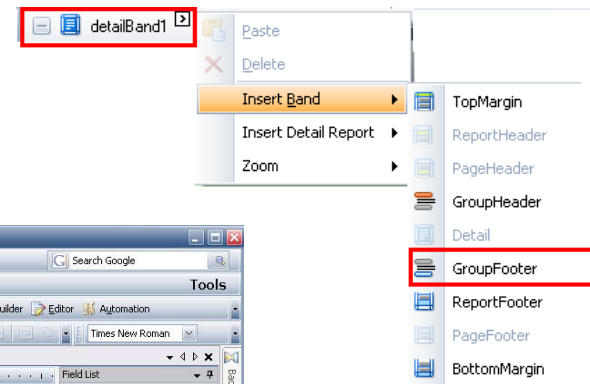 detailBand1
Paste
Delete
Insert Band
Insert Detail Report
Zoom
TopMargin
ReportHeader
PageHeader
GroupHeader
Detail
GroupFooter
ReportFooter
PageFooter
BottomMargin
G Search Google
Tools
uilder Editor Automation
Times New Roman
Field List
Bac